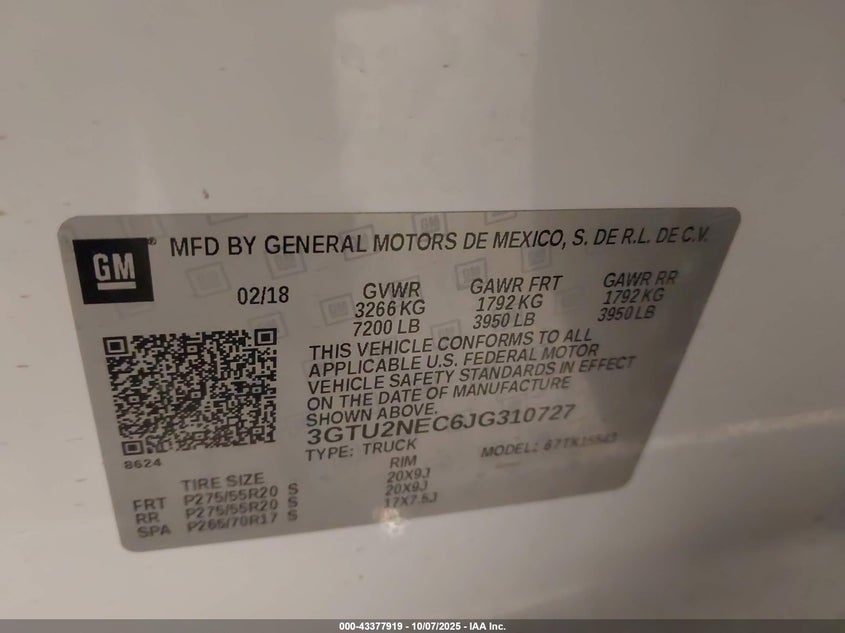 GM
® MFD BY GENERAL MOTORS DE MEXICO, S. DE R.L. DE C.V.
02/18 GVWR GAWR FRT GAWR RR
3266 KG 1792 KG 1792 KG
7200 LB 3950 LB 3950 LB
THIS VEHICLE CONFORMS TO ALL
APPLICABLE U.S. FEDERAL MOTOR
VEHICLE SAFETY STANDARDS IN EFFECT
ON THE DATE OF MANUFACTURE
SHOWN ABOVE.
3GTU2NEC6JG310727
TYPE: TRUCK MODEL:
8624
TIRE SIZE RIM
FRT P275/55R20 S 20X9J
RR P275/55R20 S 20X9J
SPA P265/70R17 S 17X7.5J
000-43377919 - 10/07/2025 - IAA Inc.